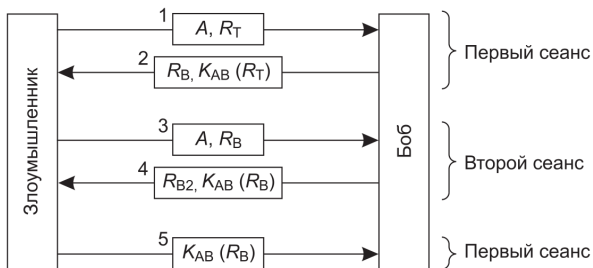 Злоумышленник
Боб
1
A, R_T
2
R_B, K_AB (R_T)
Первый сеанс
3
A, R_B
4
R_B2, K_AB (R_B)
Второй сеанс
5
K_AB (R_B)
Первый сеанс